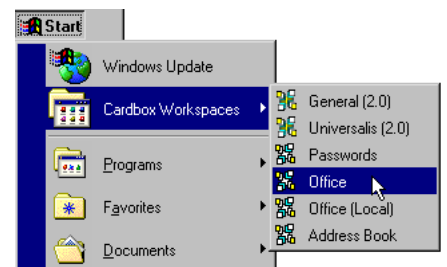 Start
Windows Update
Cardbox Workspaces
General (2.0)
Universalis (2.0)
Passwords
Office
Office (Local)
Address Book
Programs
Favorites
Documents